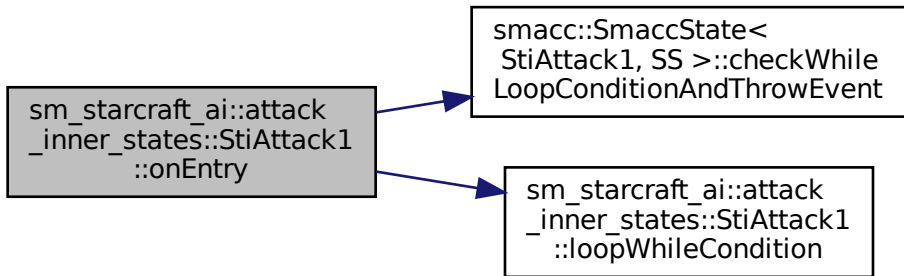 sm_starcraft_ai::attack
_inner_states::StiAttack1
::onEntry
smacc::SmaccState<
StiAttack1, SS >::checkWhile
LoopConditionAndThrowEvent
sm_starcraft_ai::attack
_inner_states::StiAttack1
::loopWhileCondition